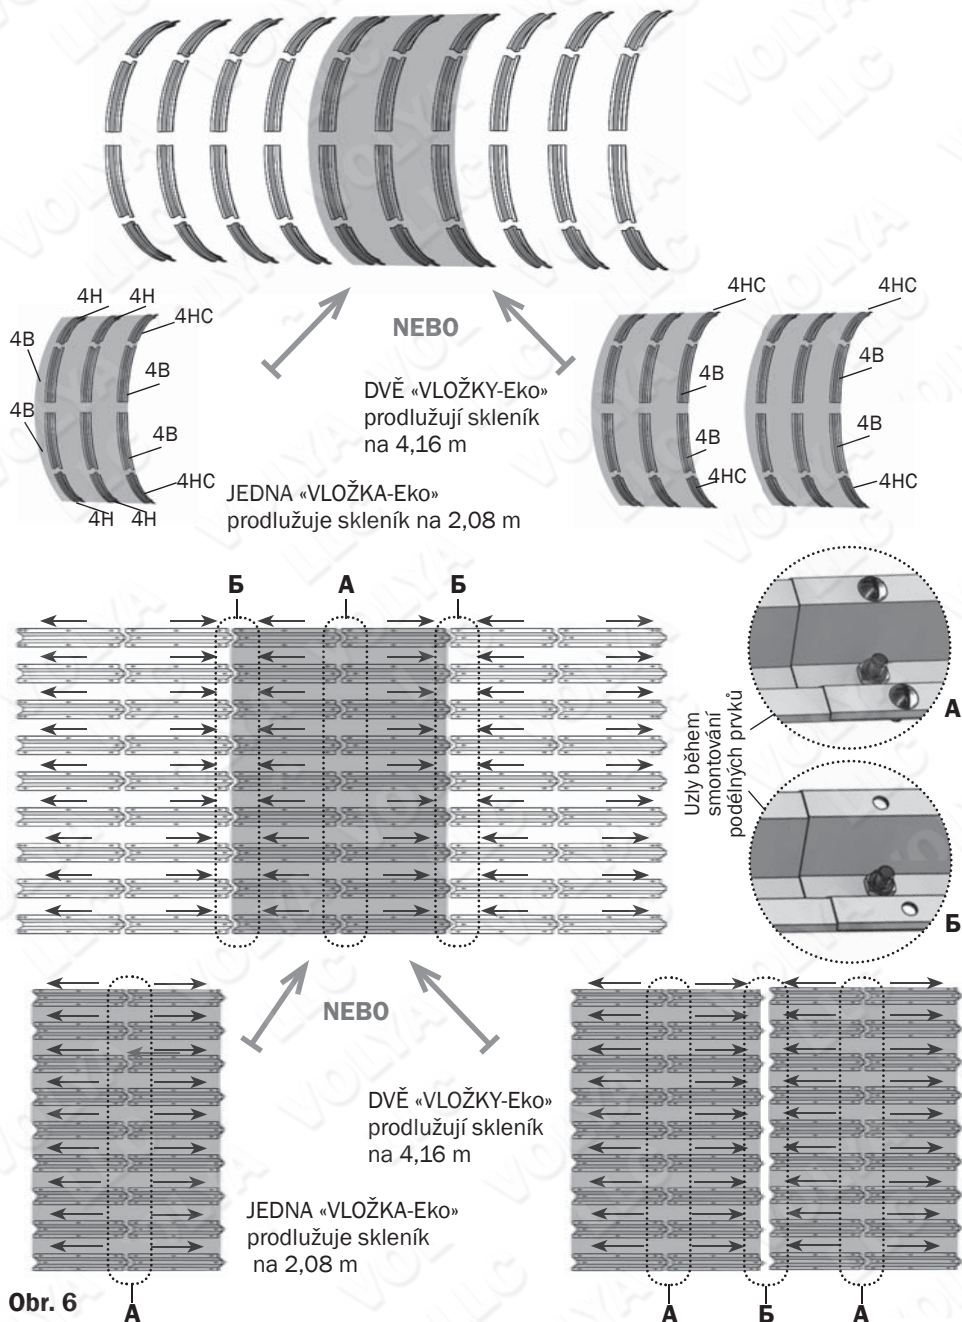 4H 4H
4HC
4B
4B
4B
4B
4HC
4H 4H
NEBO
DVĚ «VLOŽKY-Eko»
prodlužují skleník
na 4,16 m
JEDNA «VLOŽKA-Eko»
prodlužuje skleník na 2,08 m
4HC
4B
4B
4HC
4HC
4B
4B
4HC
Б
А
Б
Uzly během
smontování
podélných prvků
А
Б
NEBO
DVĚ «VLOŽKY-Eko»
prodlužují skleník
na 4,16 m
JEDNA «VLOŽKA-Eko»
prodlužuje skleník
na 2,08 m
Obr. 6
А
А
Б
А
VOLYA
LLC